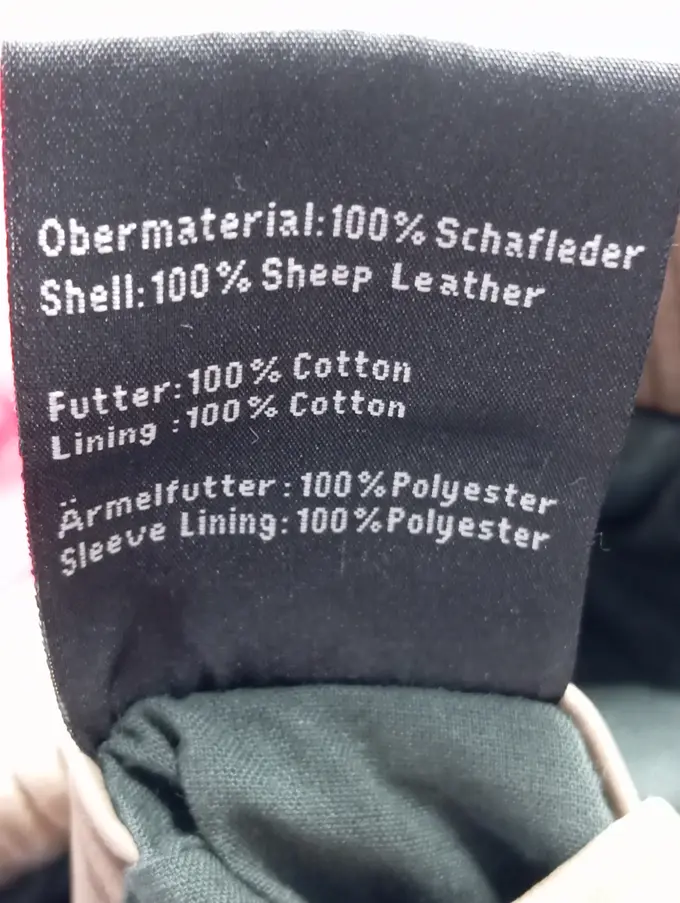 Obermaterial:100% Schafleder
Shell:100% Sheep Leather
Futter:100% Cotton
Lining :100% Cotton
Ärmelfutter:100%Polyester
Sleeve Lining:100%Polyester